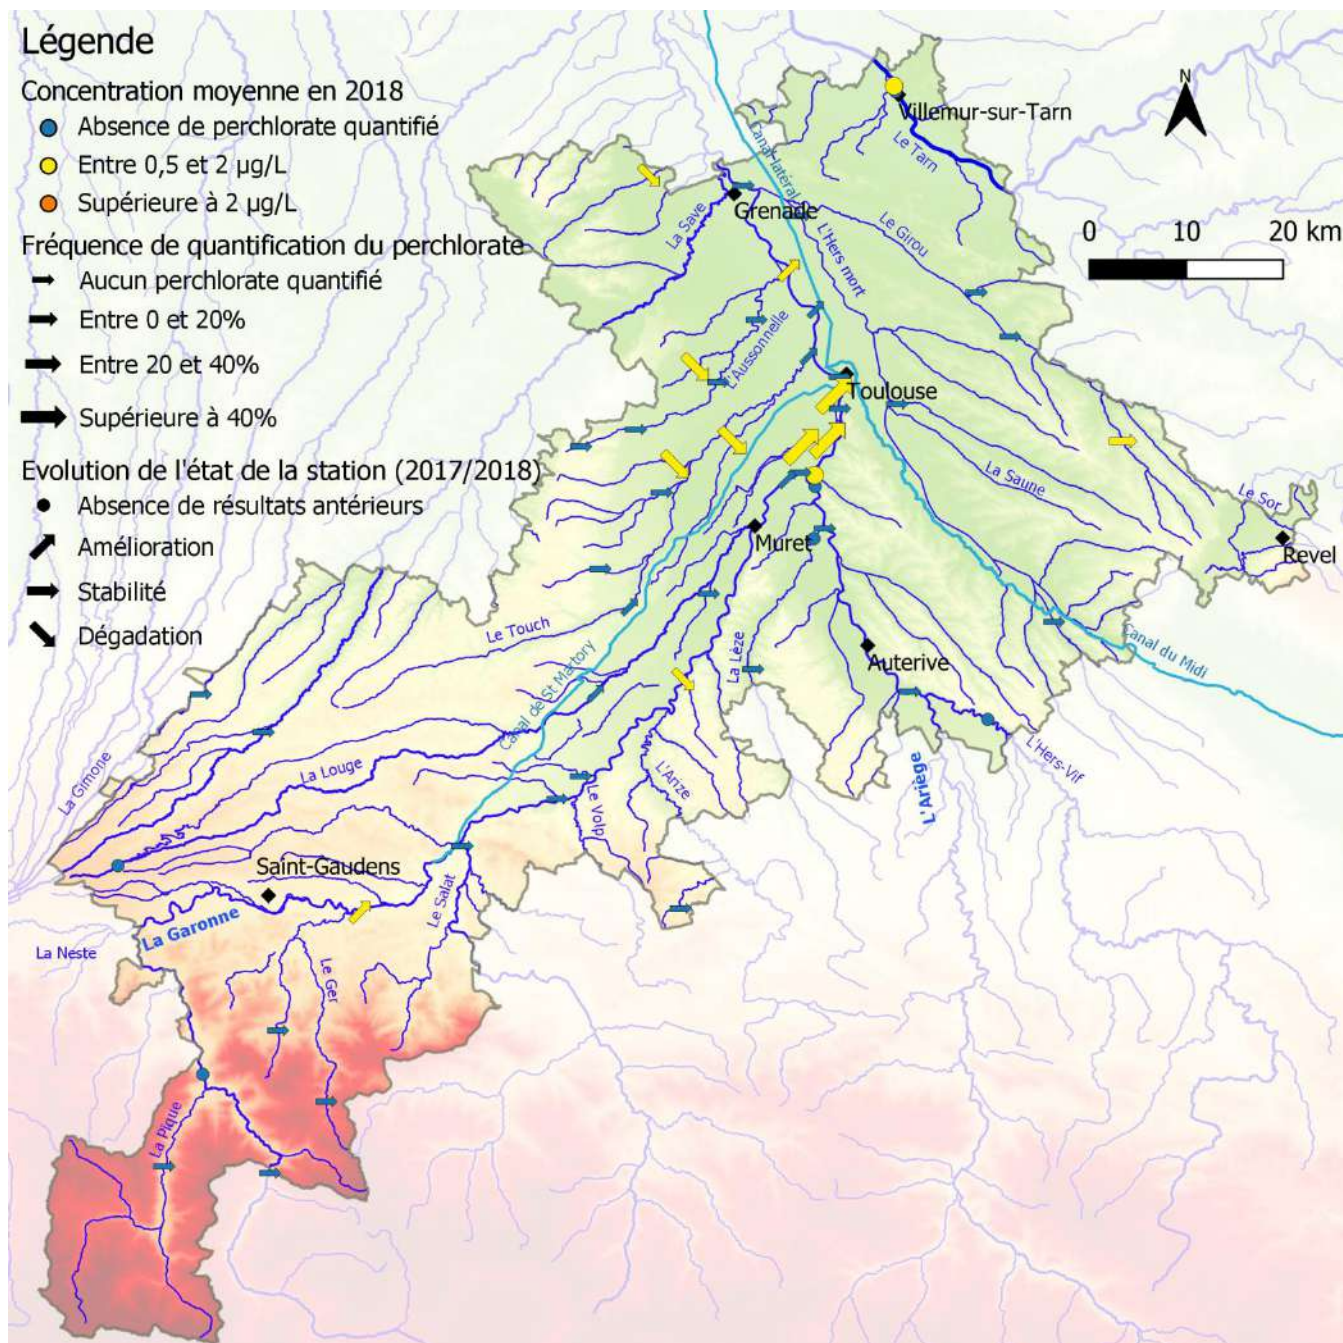 Légende
Concentration moyenne en 2018
Absence de perchlorate quantifié
Entre 0,5 et 2 µg/L
Supérieure à 2 µg/L
Fréquence de quantification du perchlorate
Aucun perchlorate quantifié
Entre 0 et 20%
Entre 20 et 40%
Supérieure à 40%
Evolution de l'état de la station (2017/2018)
Absence de résultats antérieurs
Amélioration
Stabilité
Dégadation
N
0 10 20 km
Villemur-sur-Tarn
Le Tarn
Canal latéral
Grenade
La Save
L'Hers mort
Le Girou
L'Aussonnelle
Toulouse
La Saune
Le Sor
Revel
Muret
Le Touch
Canal de St Martory
La Lèze
Auterive
Canal du Midi
La Gimone
La Louge
L'Arize
Le Volp
L'Ariège
L'Hers-Vif
Saint-Gaudens
La Garonne
Le Salat
La Neste
Le Ger
La Pique